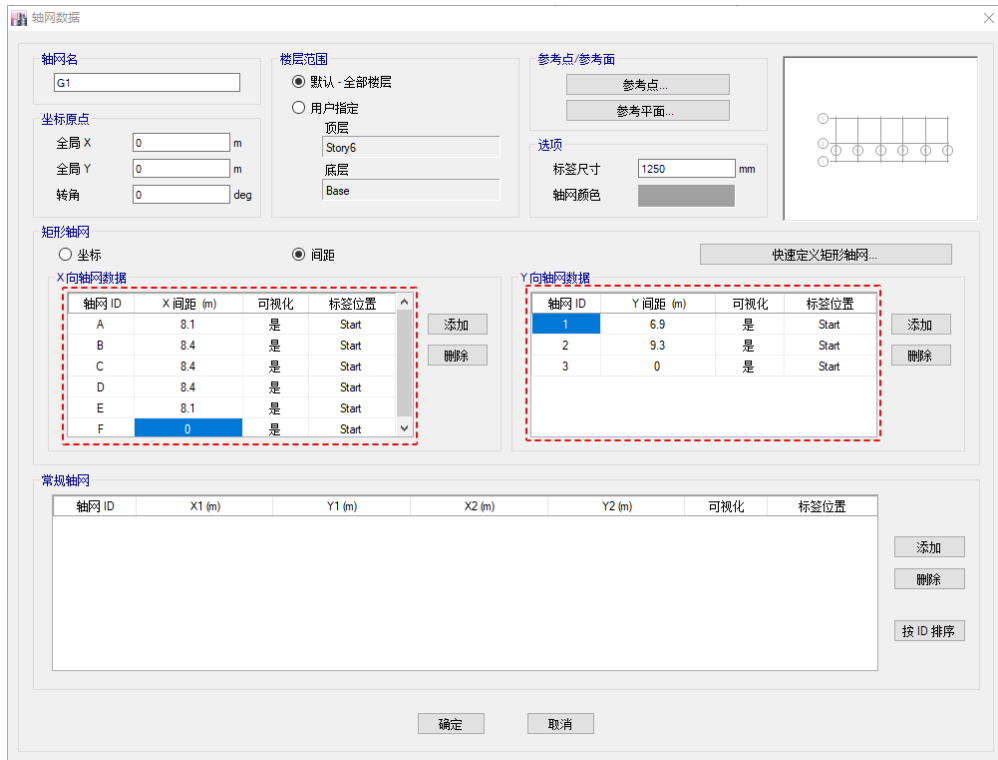 轴网数据
轴网名
G1
坐标原点
全局 X 0 m
全局 Y 0 m
转角 0 deg
楼层范围
默认 - 全部楼层
用户指定
顶层
Story6
底层
Base
参考点/参考面
参考点...
参考平面...
选项
标签尺寸 1250 mm
轴网颜色
矩形轴网
坐标 间距
快速定义矩形轴网...
X 向轴网数据
轴网 ID X 间距 (m) 可视化 标签位置
A 8.1 是 Start
B 8.4 是 Start
C 8.4 是 Start
D 8.4 是 Start
E 8.1 是 Start
F 0 是 Start
添加
删除
Y 向轴网数据
轴网 ID Y 间距 (m) 可视化 标签位置
1 6.9 是 Start
2 9.3 是 Start
3 0 是 Start
添加
删除
常规轴网
轴网 ID X1 (m) Y1 (m) X2 (m) Y2 (m) 可视化 标签位置
添加
删除
按 ID 排序
确定 取消